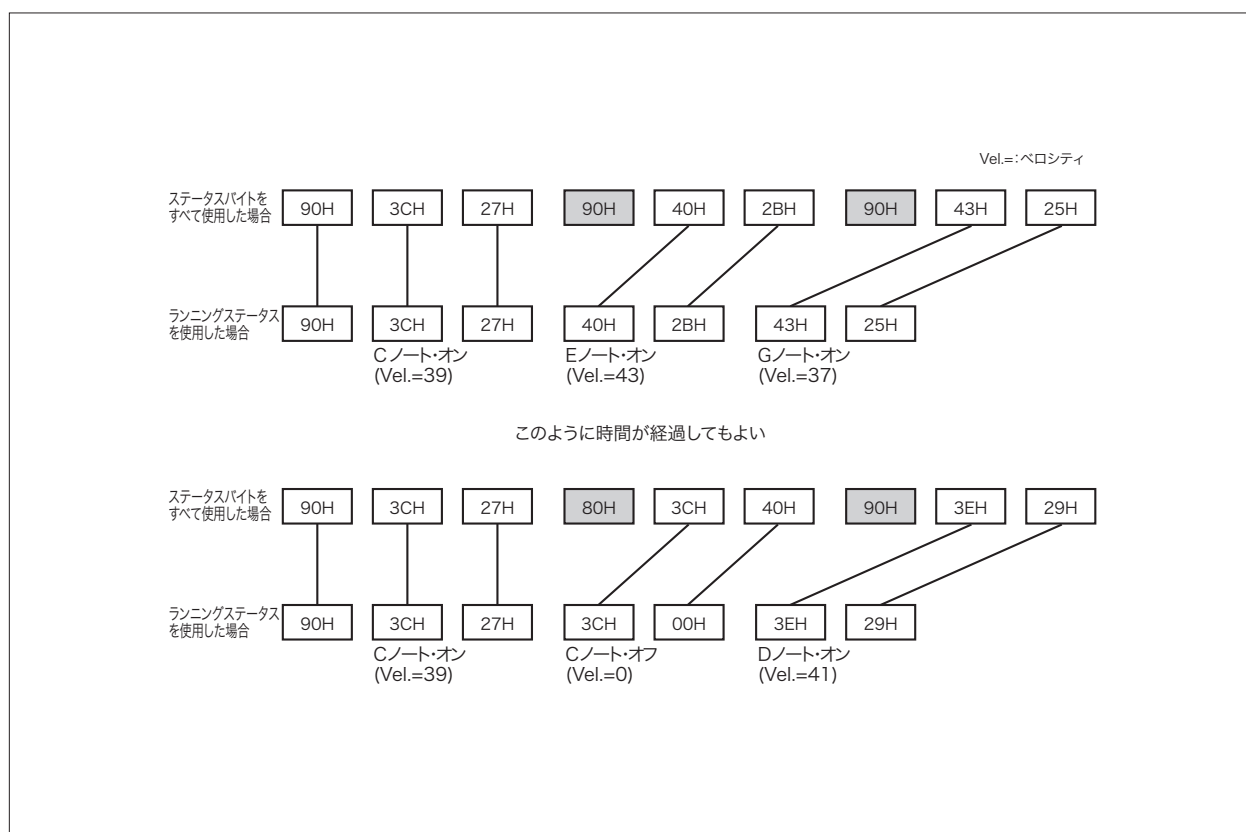 Vel.=:ベロシティ
ステータスバイトを
すべて使用した場合
90H 3CH 27H 90H 40H 2BH 90H 43H 25H
ランニングステータス
を使用した場合
90H 3CH 27H 40H 2BH 43H 25H
Cノート・オン
(Vel.=39)
Eノート・オン
(Vel.=43)
Gノート・オン
(Vel.=37)
このように時間が経過してもよい
ステータスバイトを
すべて使用した場合
90H 3CH 27H 80H 3CH 40H 90H 3EH 29H
ランニングステータス
を使用した場合
90H 3CH 27H 3CH 00H 3EH 29H
Cノート・オン
(Vel.=39)
Cノート・オフ
(Vel.=0)
Dノート・オン
(Vel.=41)